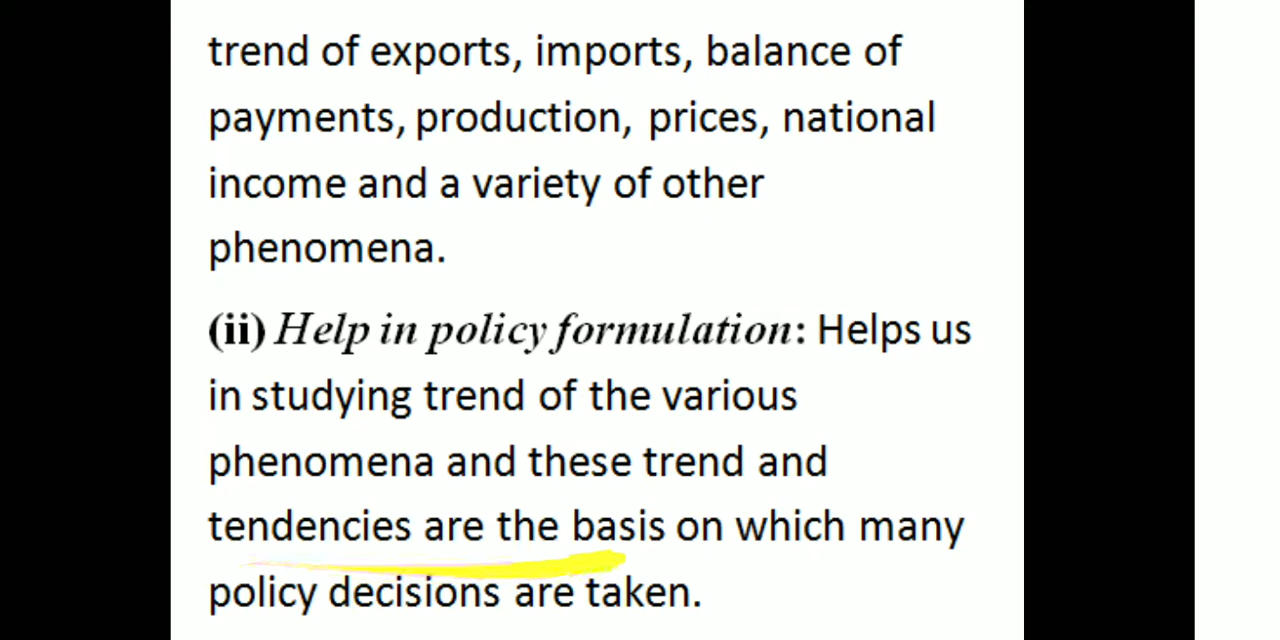 trend of exports, imports, balance of
payments, production, prices, national
income and a variety of other
phenomena.
(ii) Help in policy formulation: Helps us
in studying trend of the various
phenomena and these trend and
tendencies are the basis on which many
policy decisions are taken.